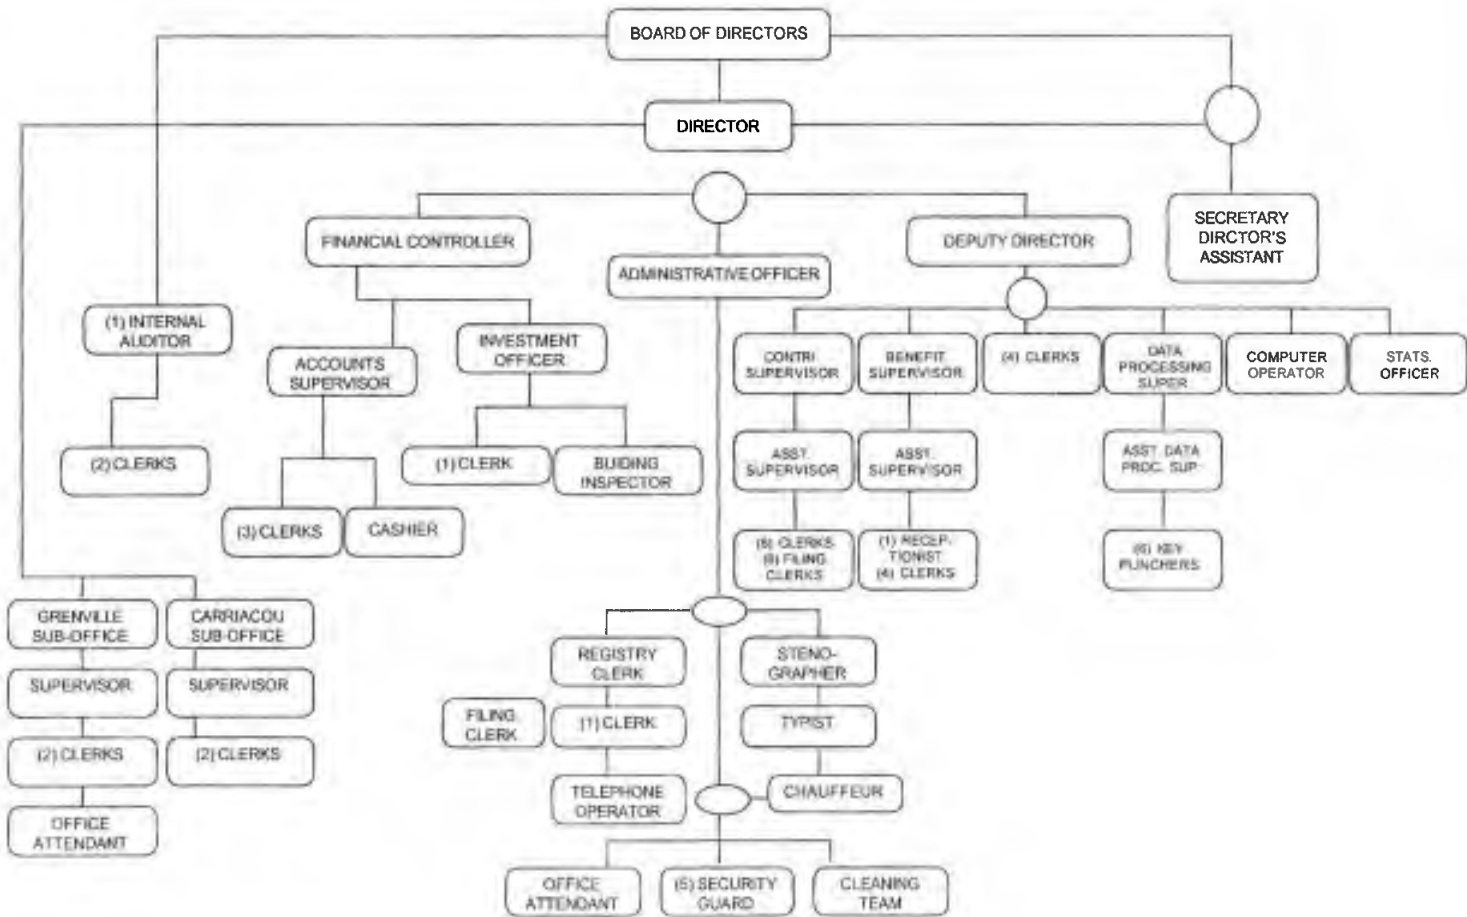 BOARD OF DIRECTORS
DIRECTOR
SECRETARY
DIRCTOR'S
ASSISTANT
FINANCIAL CONTROLLER
DEPUTY DIRECTOR
ADMINISTRATIVE OFFICER
(1) INTERNAL
AUDITOR
ACCOUNTS
SUPERVISOR
INVESTMENT
OFFICER
CONTRI
SUPERVISOR
BENEFIT
SUPERVISOR
(4) CLERKS
DATA
PROCESSING
SUPER
COMPUTER
OPERATOR
STATS.
OFFICER
(2) CLERKS
(1) CLERK
BUIDING
INSPECTOR
ASST.
SUPERVISOR
ASST.
SUPERVISOR
ASST. DATA
PROC. SUP
(3) CLERKS
CASHIER
CLERKS
FILING
CLERKS
(1) RECEP-
TIONIST
(4) CLERKS
(6) KEY
PUNCHERS
GRENVILLE
SUB-OFFICE
CARRIACOU
SUB-OFFICE
SUPERVISOR
SUPERVISOR
(2) CLERKS
(2) CLERKS
OFFICE
ATTENDANT
REGISTRY
CLERK
STENO-
GRAPHER
FILING
CLERK
(1) CLERK
TYPIST
TELEPHONE
OPERATOR
CHAUFFEUR
OFFICE
ATTENDANT
(5) SECURITY
GUARD
CLEANING
TEAM